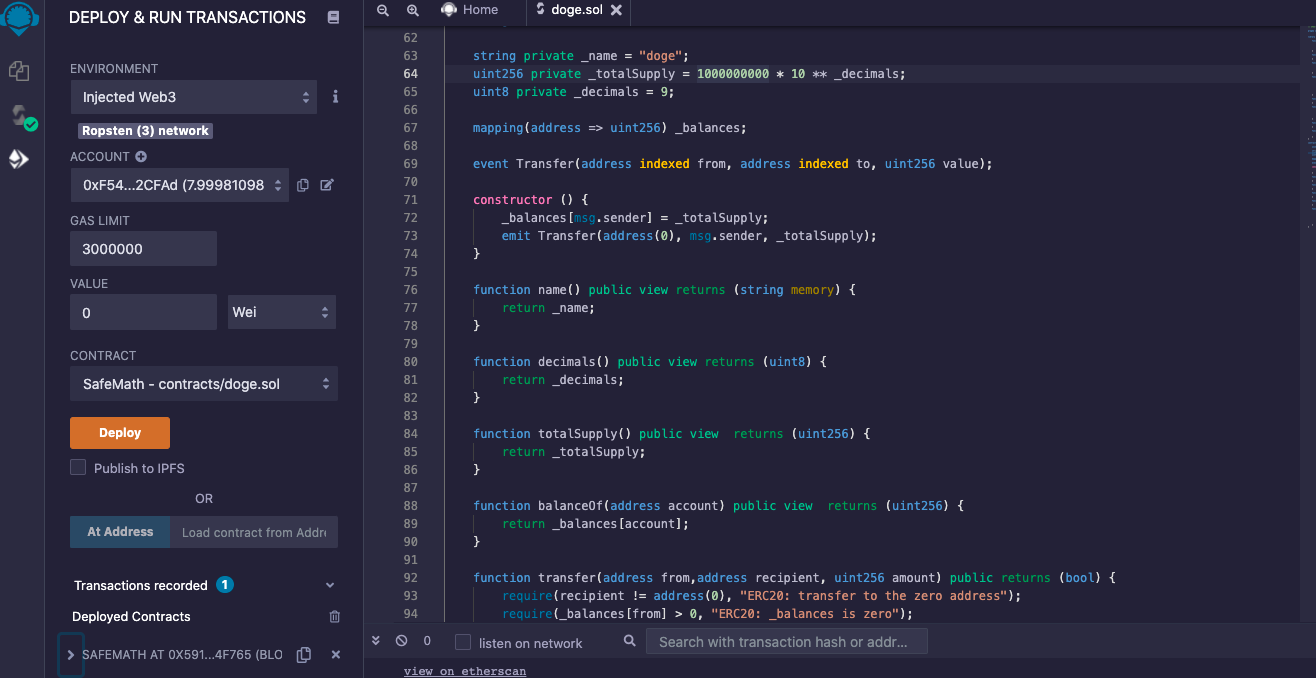 DEPLOY & RUN TRANSACTIONS
ENVIRONMENT
Injected Web3
Ropsten (3) network
ACCOUNT
0xF54...2CFAd (7.99981098
GAS LIMIT
3000000
VALUE
0
Wei
CONTRACT
SafeMath - contracts/doge.sol
Deploy
Publish to IPFS
OR
At Address
Load contract from Addre
Transactions recorded 1
Deployed Contracts
SAFEMATH AT 0X591...4F765 (BLO
Home
doge.sol
62
63 string private _name = "doge";
64 uint256 private _totalSupply = 1000000000 * 10 ** _decimals;
65 uint8 private _decimals = 9;
66
67 mapping(address => uint256) _balances;
68
69 event Transfer(address indexed from, address indexed to, uint256 value);
70
71 constructor () {
72 _balances[msg.sender] = _totalSupply;
73 emit Transfer(address(0), msg.sender, _totalSupply);
74 }
75
76 function name() public view returns (string memory) {
77 return _name;
78 }
79
80 function decimals() public view returns (uint8) {
81 return _decimals;
82 }
83
84 function totalSupply() public view  returns (uint256) {
85 return _totalSupply;
86 }
87
88 function balanceOf(address account) public view  returns (uint256) {
89 return _balances[account];
90 }
91
92 function transfer(address from,address recipient, uint256 amount) public returns (bool) {
93 require(recipient != address(0), "ERC20: transfer to the zero address");
94 require(_balances[from] > 0, "ERC20: _balances is zero");
0
listen on network
Search with transaction hash or addr...
view on etherscan